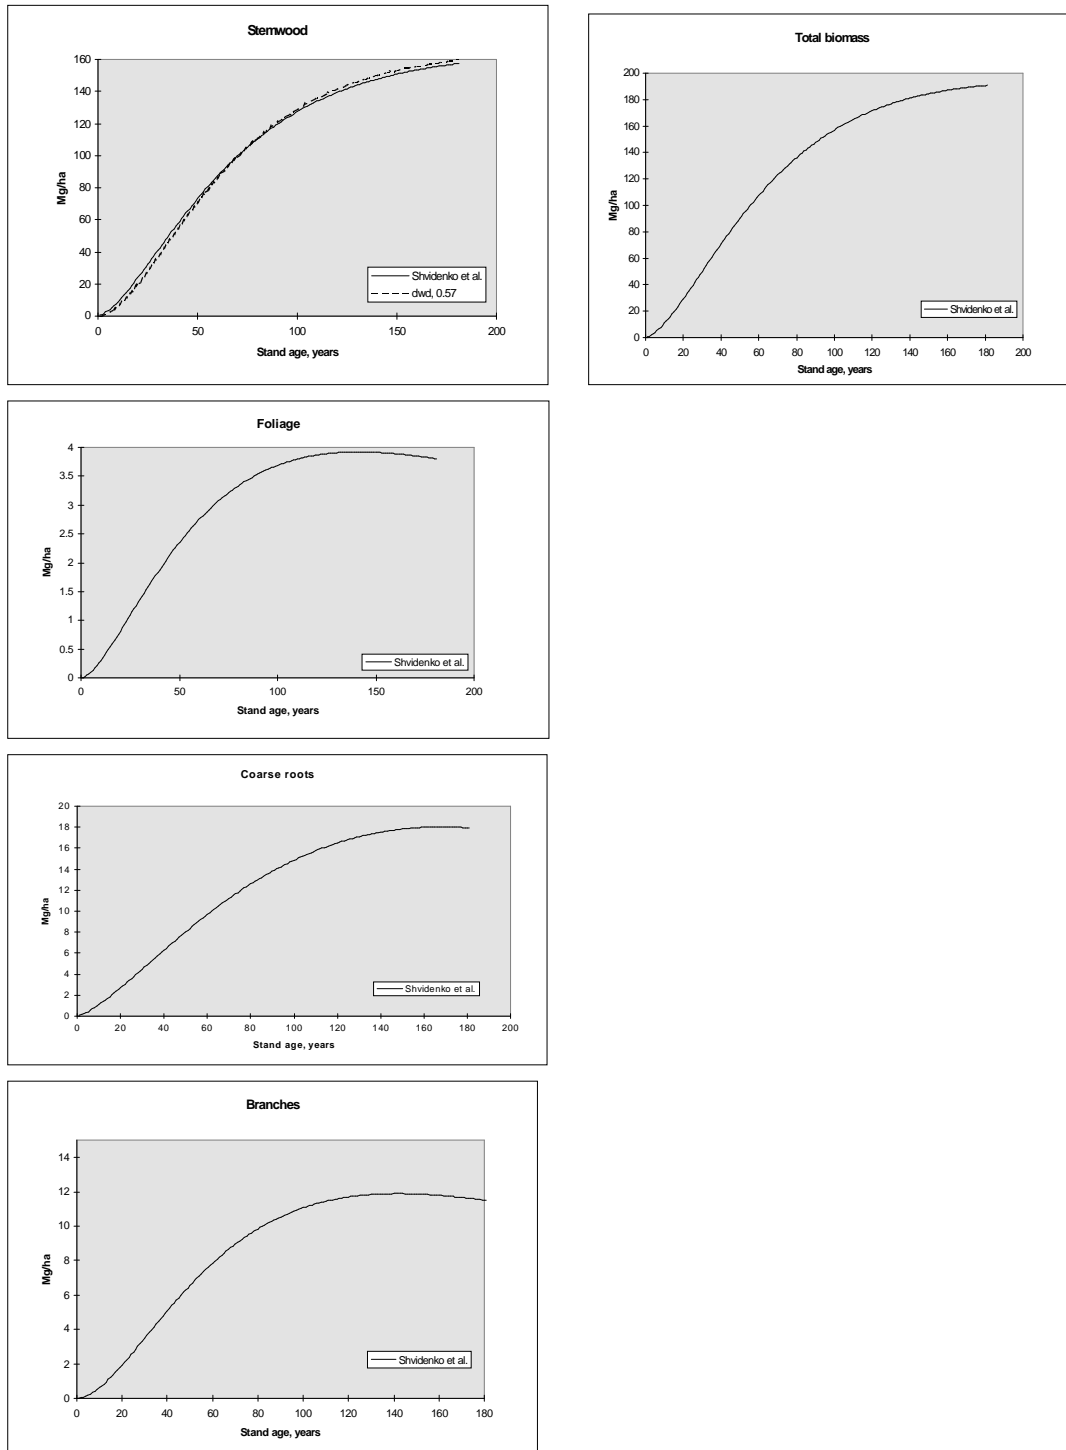 Stemwood
160
140
120
100
80
60
40
20
0
Mg/ha
Shvidenko et al.
dwd, 0.57
0 50 100 150 200
Stand age, years
Total biomass
200
180
160
140
120
100
80
60
40
20
0
Mg/ha
Shvidenko et al.
0 20 40 60 80 100 120 140 160 180 200
Stand age, years
Foliage
4
3.5
3
2.5
2
1.5
1
0.5
0
Mg/ha
Shvidenko et al.
0 50 100 150 200
Stand age, years
Coarse roots
20
18
16
14
12
10
8
6
4
2
0
Mg/ha
Shvidenko et al.
0 20 40 60 80 100 120 140 160 180 200
Stand age, years
Branches
14
12
10
8
6
4
2
0
Mg/ha
Shvidenko et al.
0 20 40 60 80 100 120 140 160 180
Stand age, years